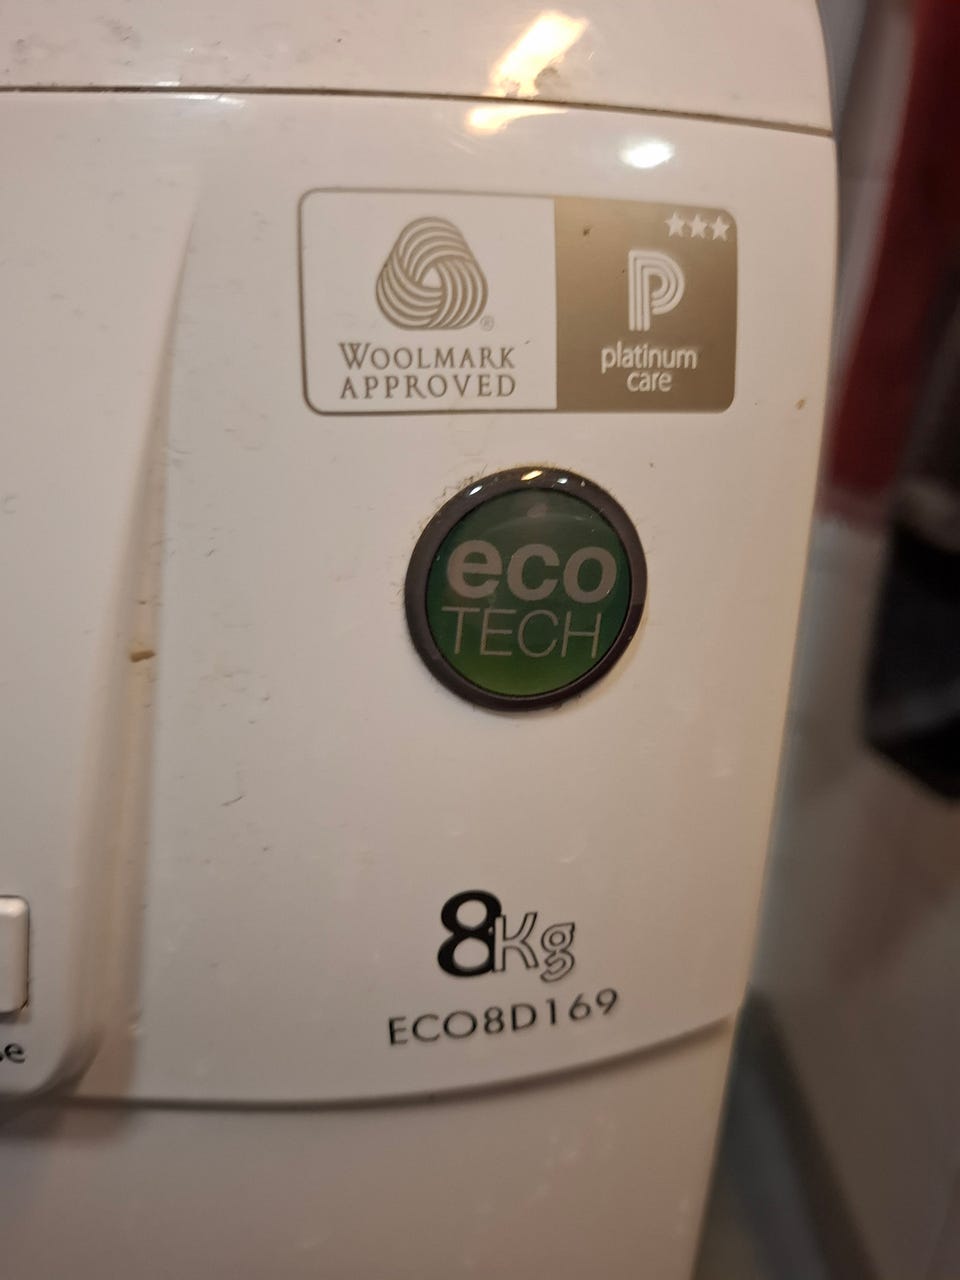 WOOLMARK
APPROVED
®
P
platinum
care
eco
TECH
8Kg
ECO8D169